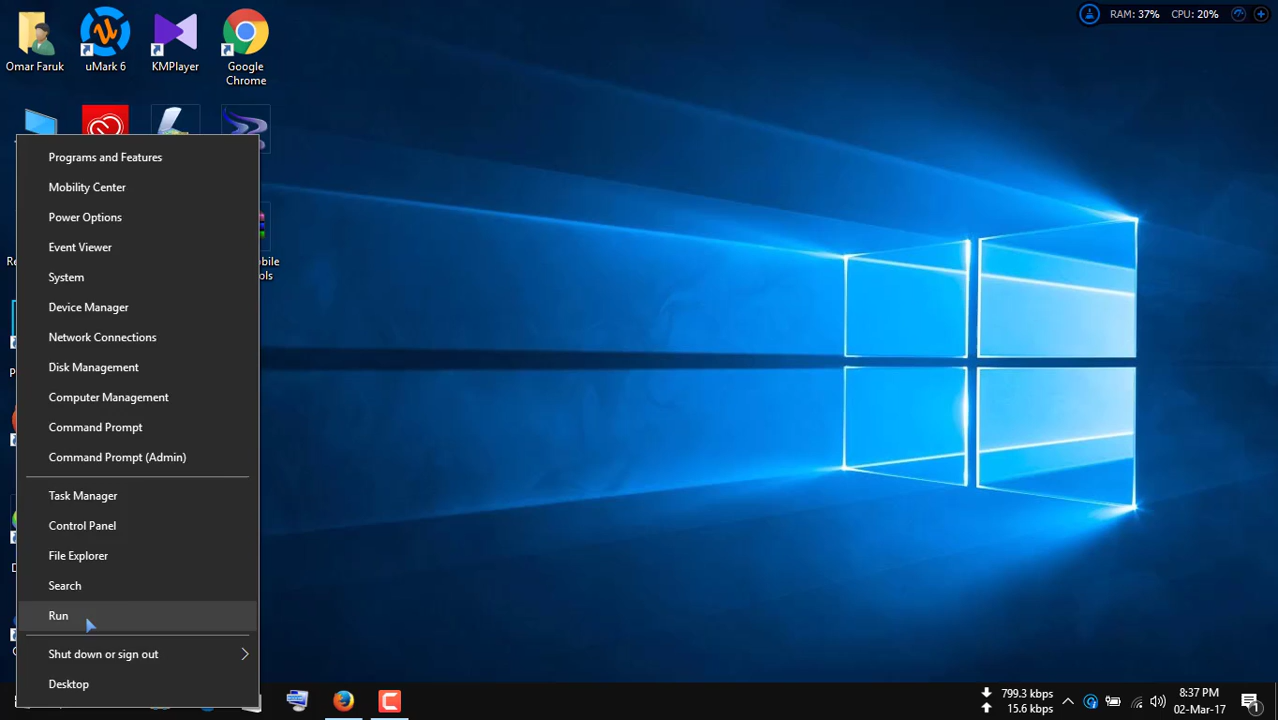 RAM: 37% CPU: 20%
Omar Faruk
uMark 6
KMPlayer
Google
Chrome
Programs and Features
Mobility Center
Power Options
Event Viewer
System
Device Manager
Network Connections
Disk Management
Computer Management
Command Prompt
Command Prompt (Admin)
Task Manager
Control Panel
File Explorer
Search
Run
Shut down or sign out
Desktop
799.3 kbps
15.6 kbps
8:37 PM
02-Mar-17
1